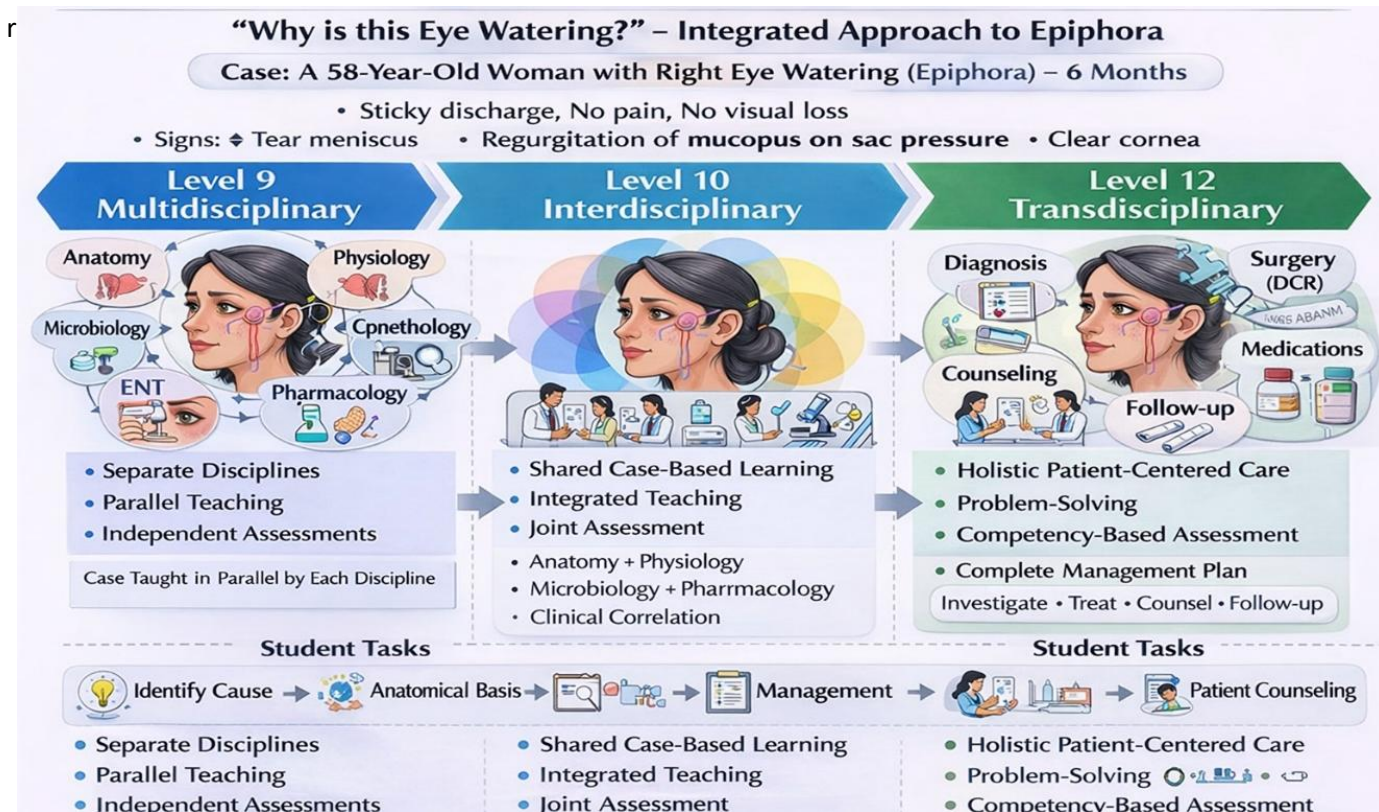 r
“Why is this Eye Watering?” – Integrated Approach to Epiphora
Case: A 58-Year-Old Woman with Right Eye Watering (Epiphora) – 6 Months
• Sticky discharge, No pain, No visual loss
• Signs: ♦ Tear meniscus • Regurgitation of mucopus on sac pressure • Clear cornea
Level 9
Multidisciplinary
Level 10
Interdisciplinary
Level 12
Transdisciplinary
Anatomy
Physiology
Microbiology
Cpnethology
ENT
Pharmacology
Diagnosis
Surgery
(DCR)
Medications
Counseling
Follow-up
• Separate Disciplines
• Parallel Teaching
• Independent Assessments
Case Taught in Parallel by Each Discipline
• Shared Case-Based Learning
• Integrated Teaching
• Joint Assessment
• Anatomy + Physiology
• Microbiology + Pharrmacology
• Clinical Correlation
• Holistic Patient-Centered Care
• Problem-Solving
• Competency-Based Assessment
• Complete Management Plan
Investigate • Treat • Counsel • Follow-up
Student Tasks
Student Tasks
Identify Cause
Anatomical Basis
Management
Patient Counseling
• Separate Disciplines
• Parallel Teaching
• Independent Assessments
• Shared Case-Based Learning
• Integrated Teaching
• Joint Assessment
• Holistic Patient-Centered Care
• Problem-Solving
• Competency-Based Assessment